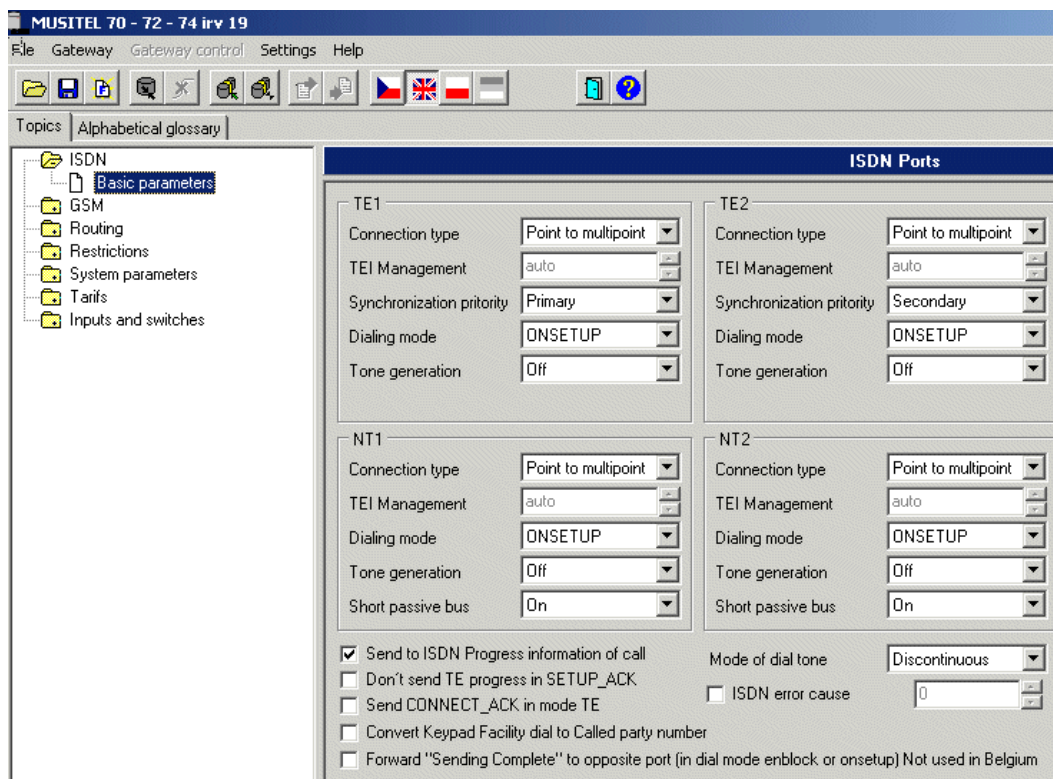 MUSITEL 70 - 72 - 74 irv 19
File Gateway Gateway control Settings Help
Topics Alphabetical glossary
ISDN
Basic parameters
GSM
Routing
Restrictions
System parameters
Tarifs
Inputs and switches
ISDN Ports
TE1
Connection type Point to multipoint
TEI Management auto
Synchronization pritority Primary
Dialing mode ONSETUP
Tone generation Off
TE2
Connection type Point to multipoint
TEI Management auto
Synchronization pritority Secondary
Dialing mode ONSETUP
Tone generation Off
NT1
Connection type Point to multipoint
TEI Management auto
Dialing mode ONSETUP
Tone generation Off
Short passive bus On
NT2
Connection type Point to multipoint
TEI Management auto
Dialing mode ONSETUP
Tone generation Off
Short passive bus On
Send to ISDN Progress information of call
Don´t send TE progress in SETUP_ACK
Send CONNECT_ACK in mode TE
Mode of dial tone Discontinuous
ISDN error cause 0
Convert Keypad Facility dial to Called party number
Forward "Sending Complete" to opposite port (in dial mode enblock or onsetup) Not used in Belgium